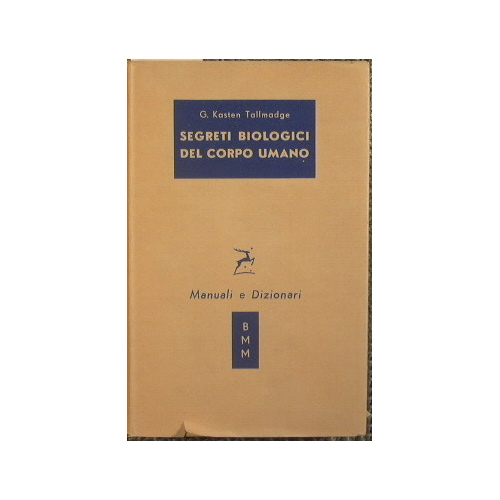 G. Kasten Tallmadge
SEGRETI BIOLOGICI
DEL CORPO UMANO
Manuali e Dizionari
B
M
M